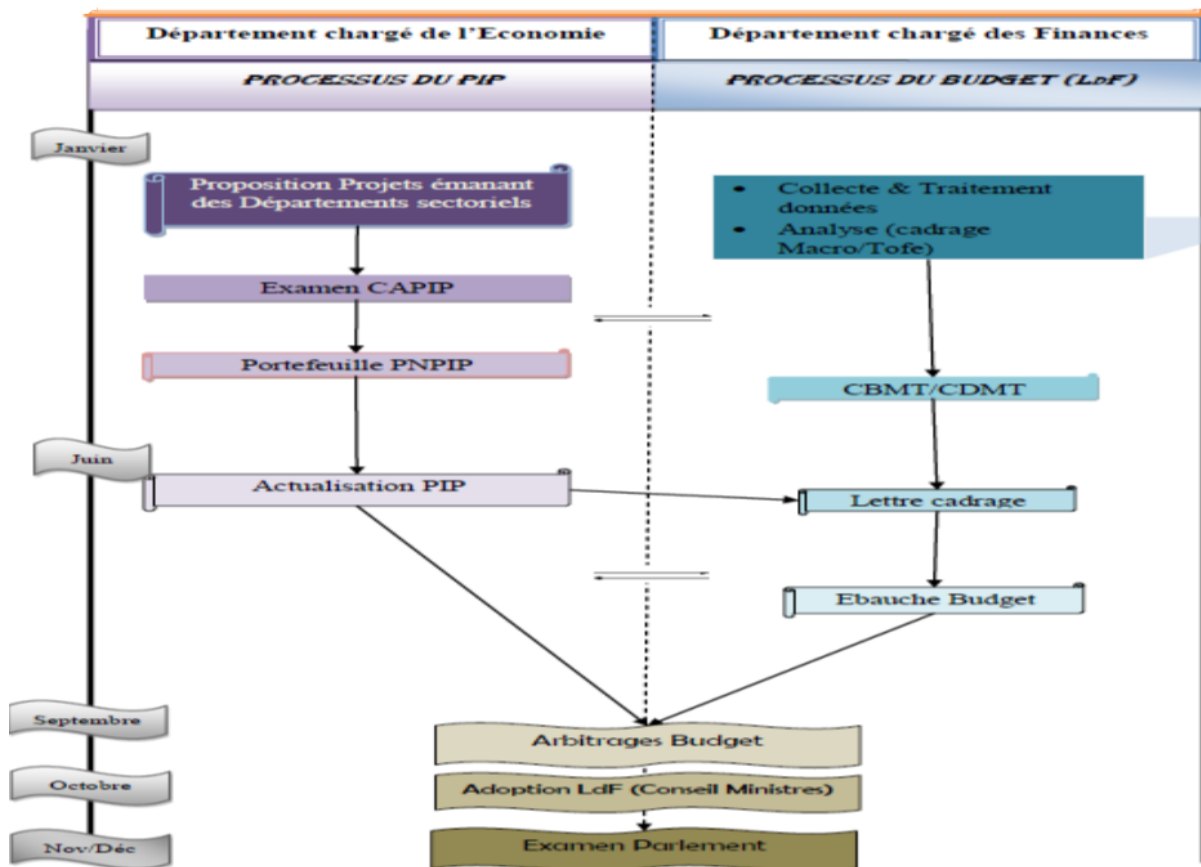 Département chargé de l'Economie
Département chargé des Finances
PROCESSUS DU PIP
PROCESSUS DU BUDGET (LDF)
Janvier
Proposition Projets émanant
des Départements sectoriels
• Collecte & Traitement
données
• Analyse (cadrage
Macro/Tofe)
Examen CAPIP
Portefeuille PNPIP
CBMT/CDMT
Juin
Actualisation PIP
Lettre cadrage
Ebauche Budget
Septembre
Arbitrages Budget
Octobre
Adoption LdF (Conseil Ministres)
Nov/Déc
Examen Parlement